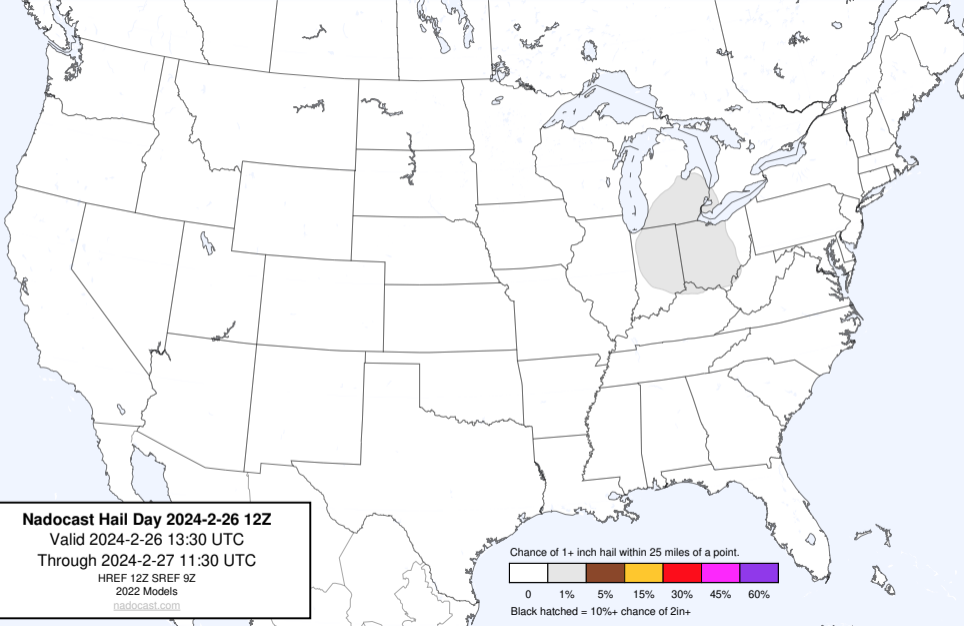 Nadocast Hail Day 2024-2-26 12Z
Valid 2024-2-26 13:30 UTC
Through 2024-2-27 11:30 UTC
HREF 12Z SREF 9Z
2022 Models
nadocast.com
Chance of 1+ inch hail within 25 miles of a point.
0 1% 5% 15% 30% 45% 60%
Black hatched = 10%+ chance of 2in+